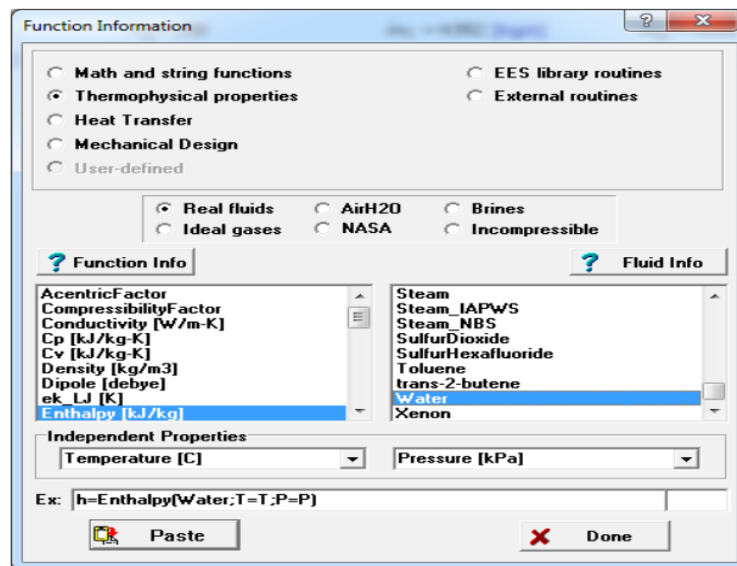 Function Information
Math and string functions
EES library routines
Thermophysical properties
External routines
Heat Transfer
Mechanical Design
User-defined
Real fluids
AirH2O
Brines
Ideal gases
NASA
Incompressible
? Function Info
? Fluid Info
AcentricFactor
CompressibilityFactor
Conductivity [W/m-K]
Cp [kJ/kg-K]
Cv [kJ/kg-K]
Density [kg/m3]
Dipole [debye]
ek_LJ [K]
Enthalpy [kJ/kg]
Steam
Steam_IAPWS
Steam_NBS
SulfurDioxide
SulfurHexafluoride
Toluene
trans-2-butene
Water
Xenon
Independent Properties
Temperature [C]
Pressure [kPa]
Ex: h=Enthalpy(Water;T=T;P=P)
Paste
Done